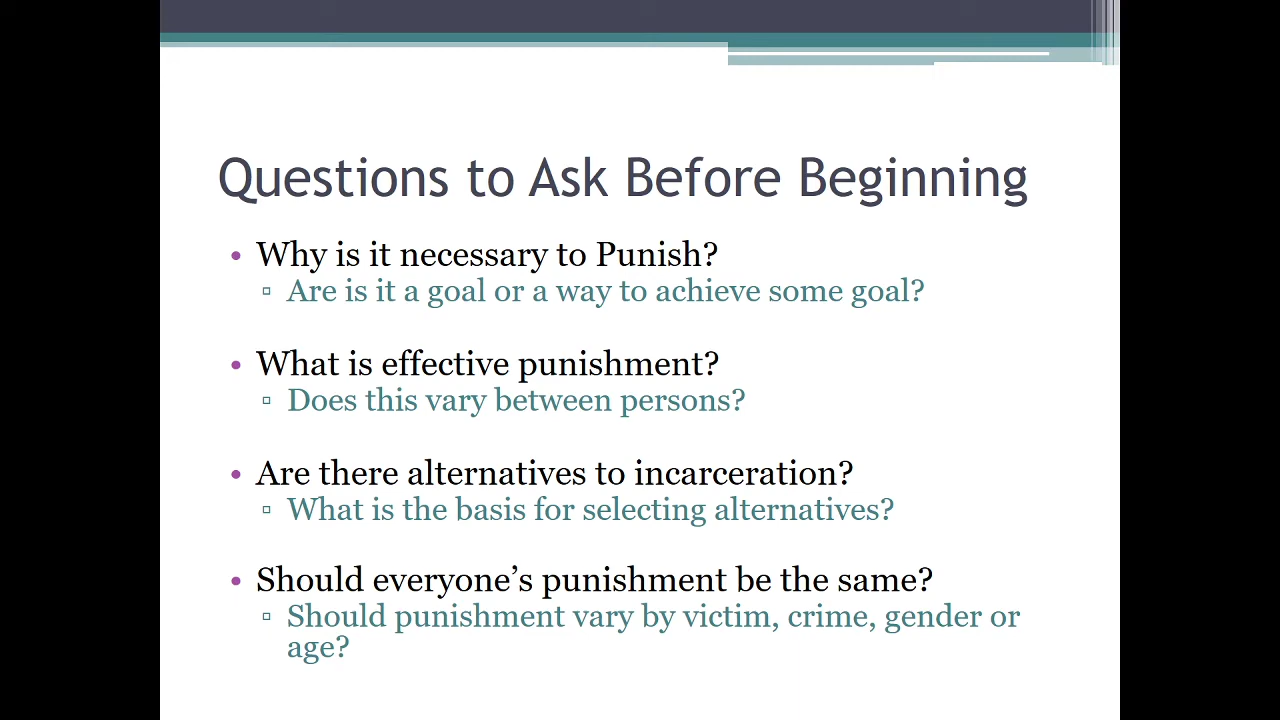 Questions to Ask Before Beginning
• Why is it necessary to Punish?
▫ Are is it a goal or a way to achieve some goal?
• What is effective punishment?
▫ Does this vary between persons?
• Are there alternatives to incarceration?
▫ What is the basis for selecting alternatives?
• Should everyone’s punishment be the same?
▫ Should punishment vary by victim, crime, gender or
age?